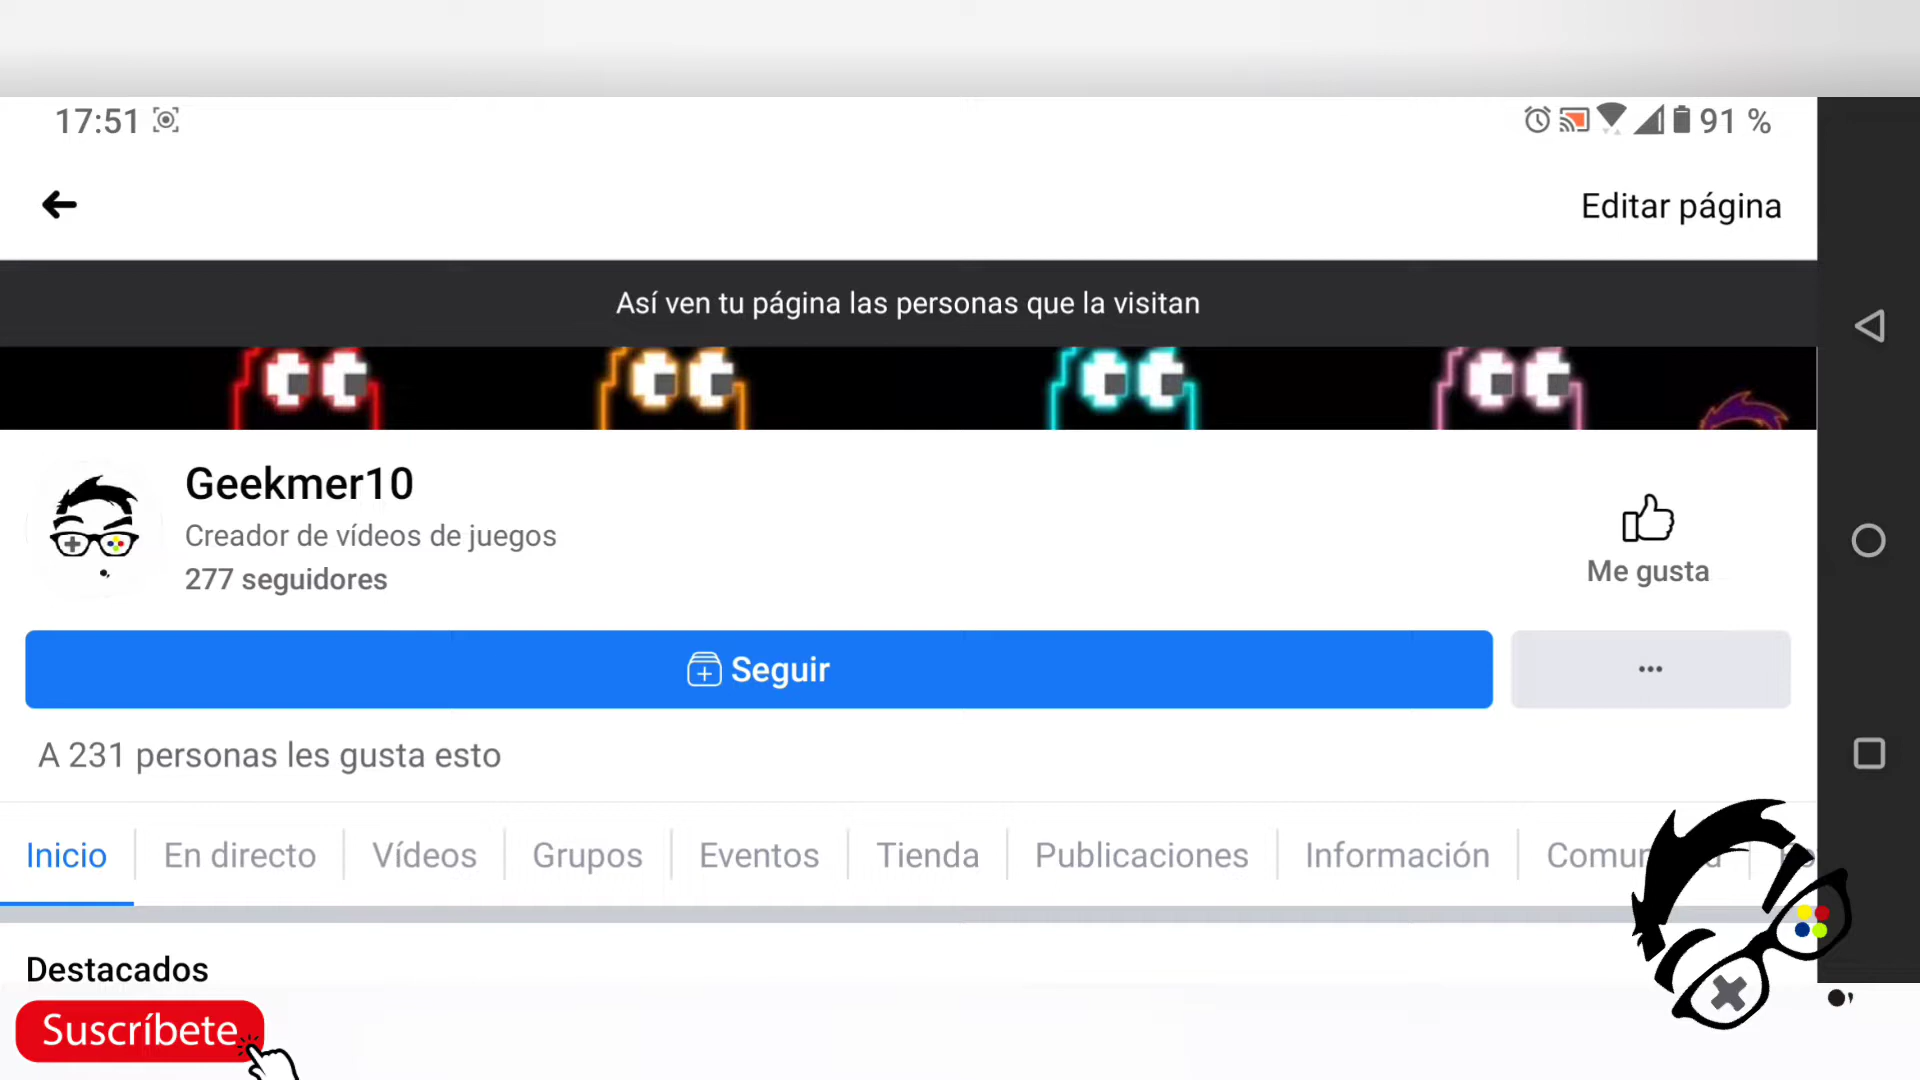 17:51
91 %
Editar página
Así ven tu página las personas que la visitan
Geekmer10
Creador de vídeos de juegos
277 seguidores
Me gusta
Seguir
A 231 personas les gusta esto
Inicio
En directo
Vídeos
Grupos
Eventos
Tienda
Publicaciones
Información
Destacados
Suscríbete